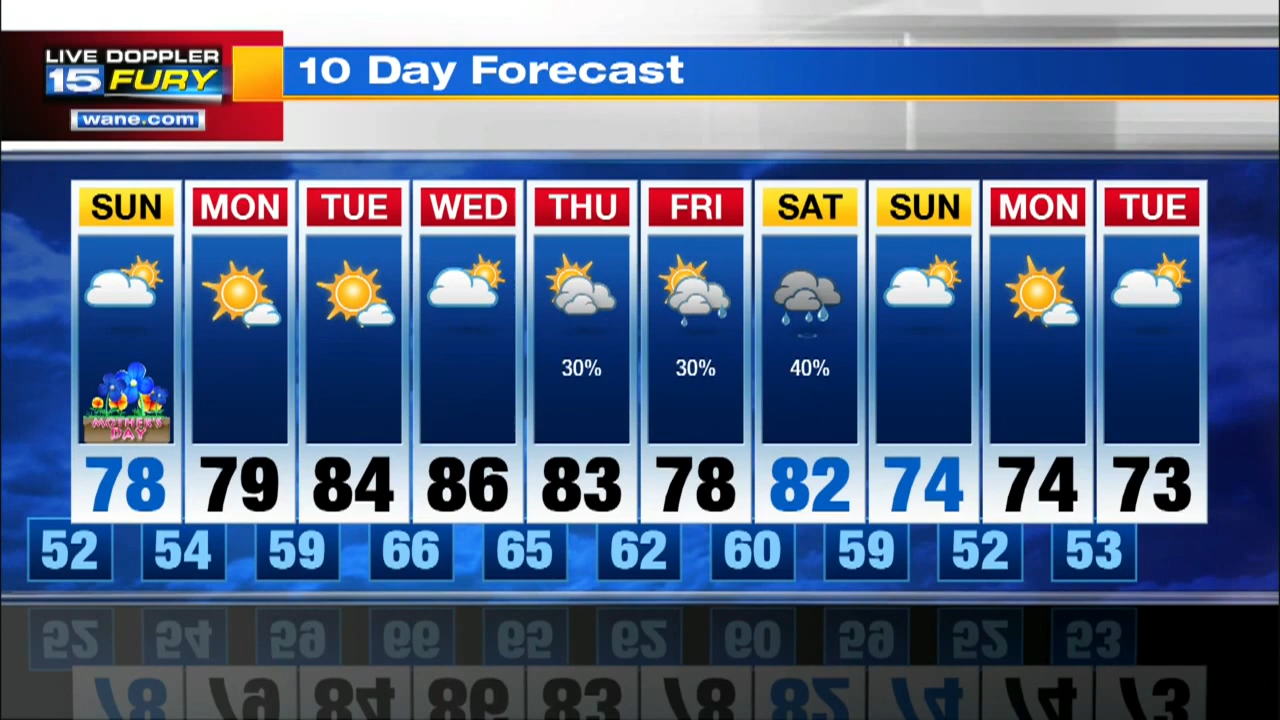 LIVE DOPPLER
15 FURY
wane.com
10 Day Forecast
SUN MON TUE WED THU FRI SAT SUN MON TUE
30% 30% 40%
MOTHER'S
DAY
78 79 84 86 83 78 82 74 74 73
52 54 59 66 65 62 60 59 52 53